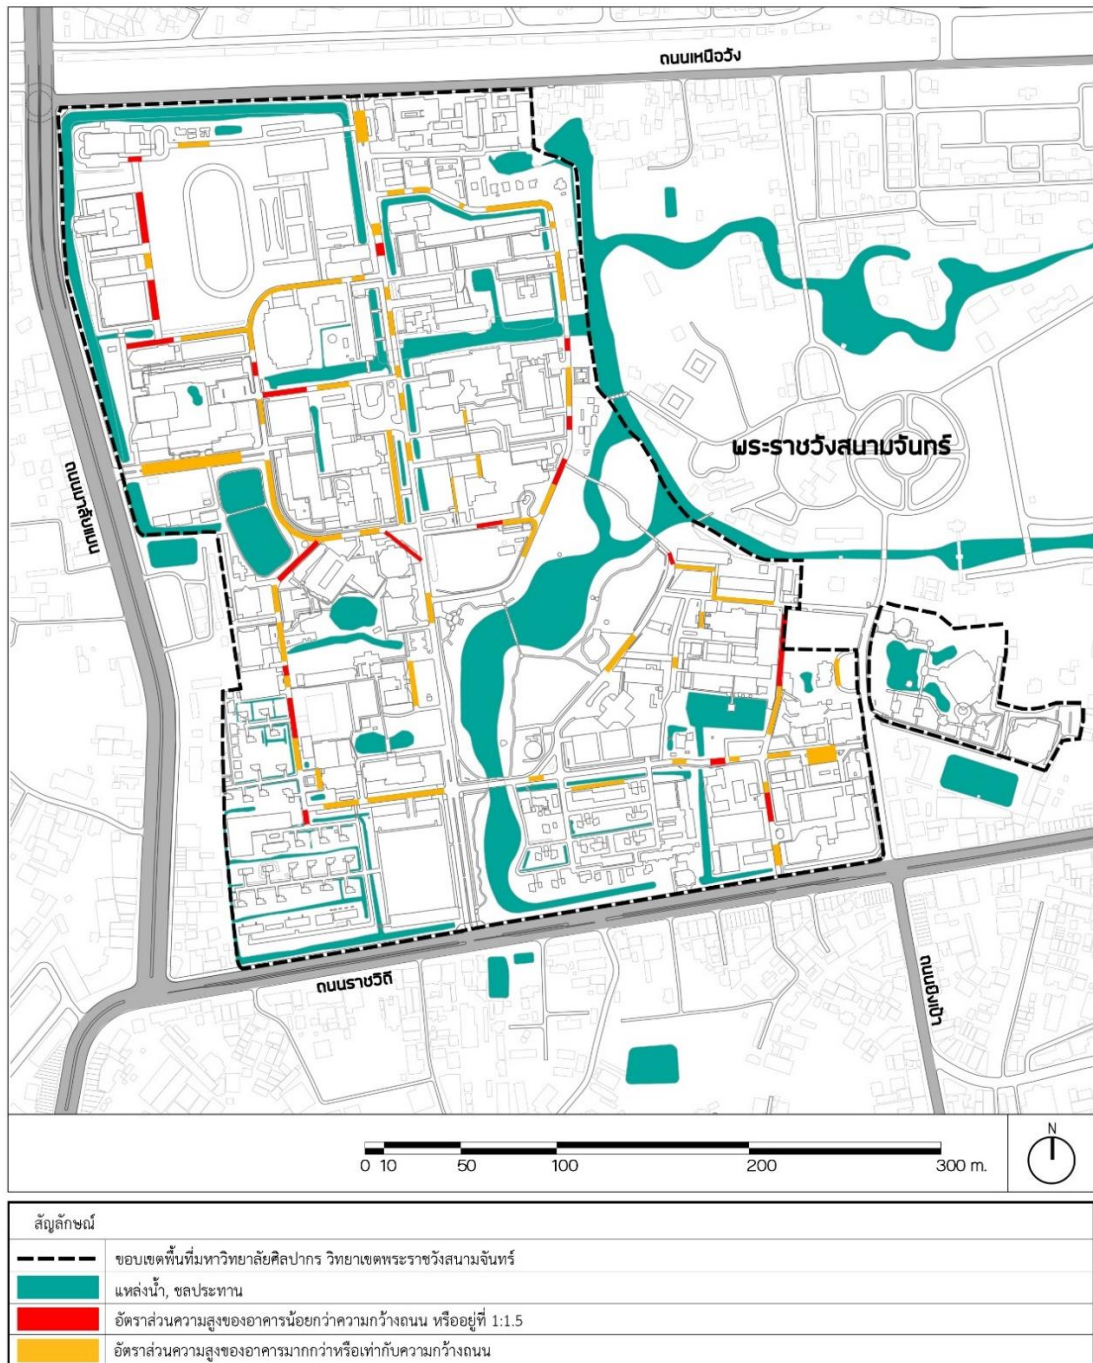 ถนนเหนือวัง
พระราชวังสนามจันทร์
ถนนมาลัยแมน
ถนนราชวิถี
ถนนยิงเป้า
0 10 50 100 200 300 m.
N
สัญลักษณ์
ขอบเขตพื้นที่มหาวิทยาลัยศิลปากร วิทยาเขตพระราชวังสนามจันทร์
แหล่งน้ำ, ชลประทาน
อัตราส่วนความสูงของอาคารน้อยกว่าความกว้างถนน หรืออยู่ที่ 1:1.5
อัตราส่วนความสูงของอาคารมากกว่าหรือเท่ากับความกว้างถนน